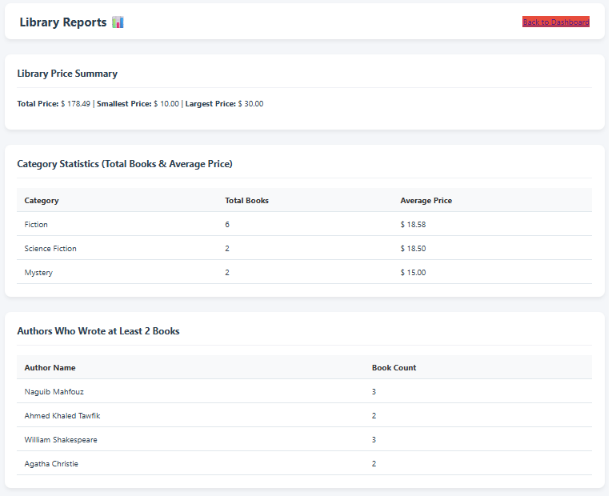 Library Reports 📊
Back to Dashboard
Library Price Summary
Total Price: $ 178.49 | Smallest Price: $ 10.00 | Largest Price: $ 30.00
Category Statistics (Total Books & Average Price)
Category Total Books Average Price
Fiction 6 $ 18.58
Science Fiction 2 $ 18.50
Mystery 2 $ 15.00
Authors Who Wrote at Least 2 Books
Author Name Book Count
Naguib Mahfouz 3
Ahmed Khaled Tawfik 2
William Shakespeare 3
Agatha Christie 2